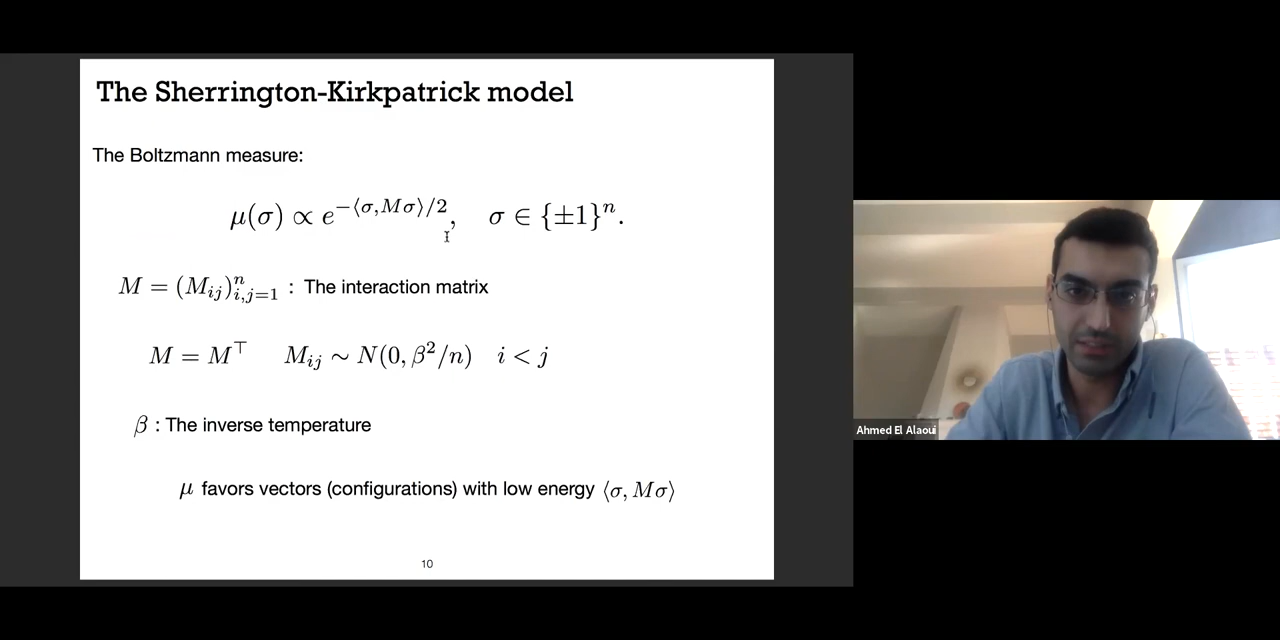 The Sherrington-Kirkpatrick model
The Boltzmann measure:
μ(σ) ∝ e^{−⟨σ,Mσ⟩/2}, σ ∈ {±1}^n.
M = (M_{ij})_{i,j=1}^n : The interaction matrix
M = M^⊤ M_{ij} ∼ N(0, β²/n) i < j
β : The inverse temperature
μ favors vectors (configurations) with low energy ⟨σ, Mσ⟩
10
Ahmed El Alaoui